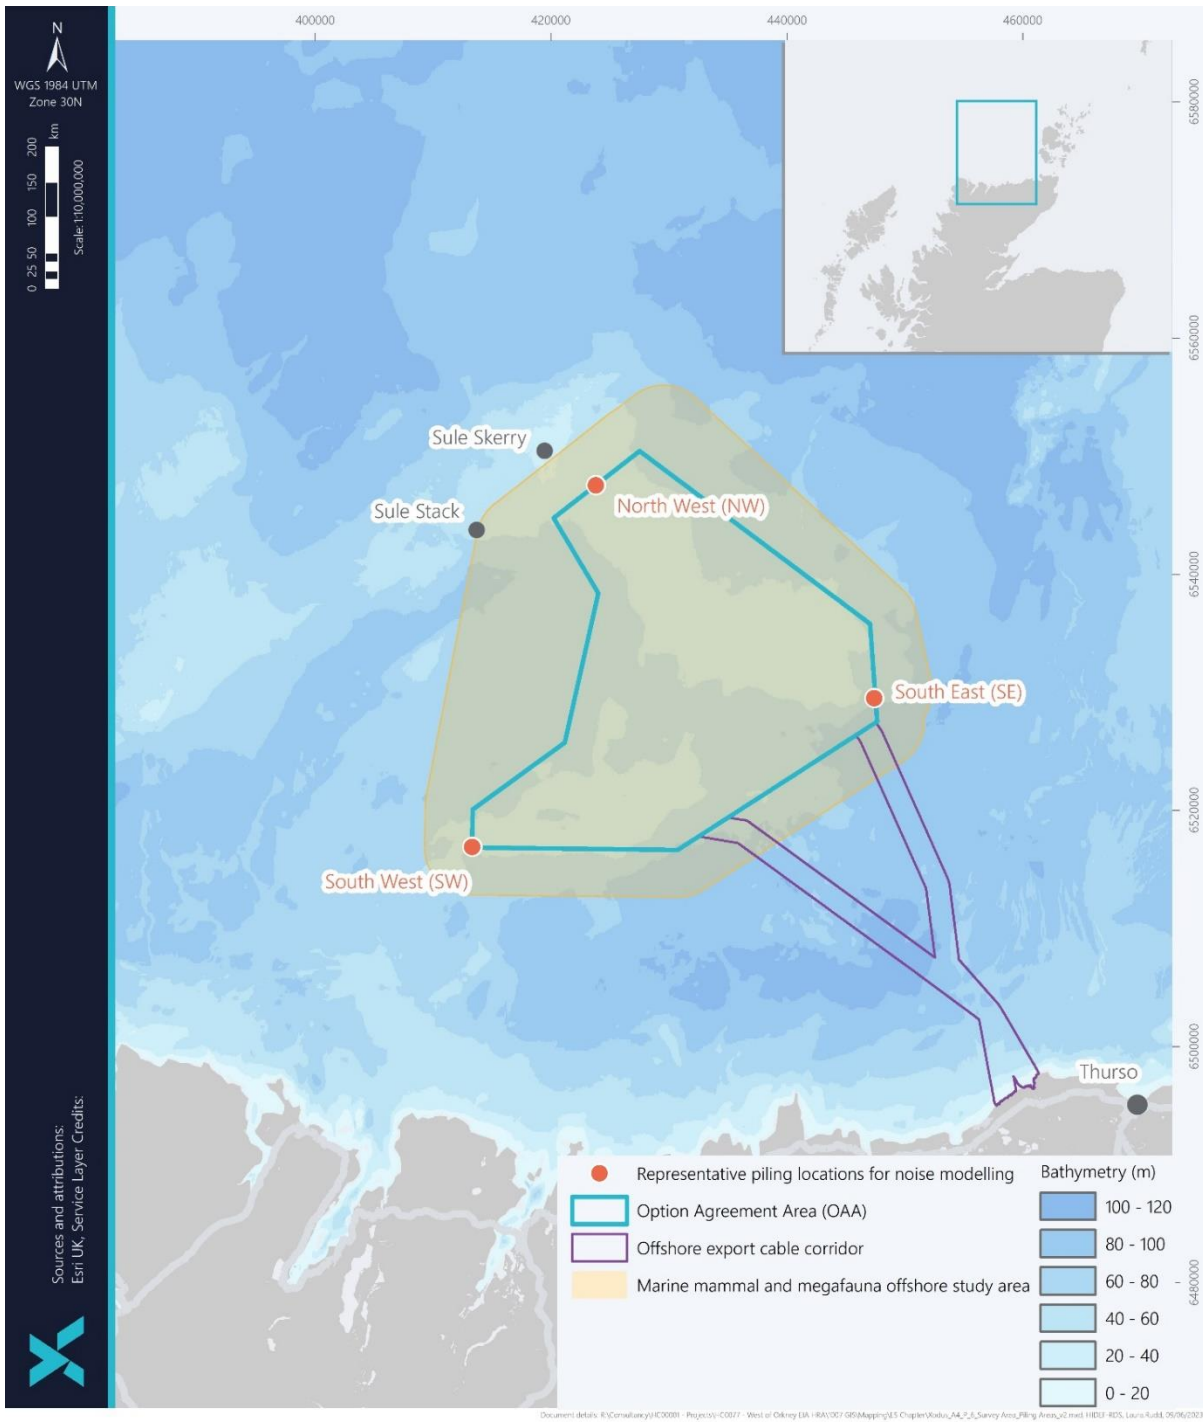 400000
420000
440000
460000
N
WGS 1984 UTM
Zone 30N
km
0 25 50 100 150 200
Scale: 1:10,000,000
6580000
6560000
6540000
6520000
6500000
6480000
Sule Skerry
Sule Stack
North West (NW)
South East (SE)
South West (SW)
Thurso
Sources and attributions:
Esri UK, Service Layer Credits:
Representative piling locations for noise modelling
Option Agreement Area (OAA)
Offshore export cable corridor
Marine mammal and megafauna offshore study area
Bathymetry (m)
100 - 120
80 - 100
60 - 80
40 - 60
20 - 40
0 - 20